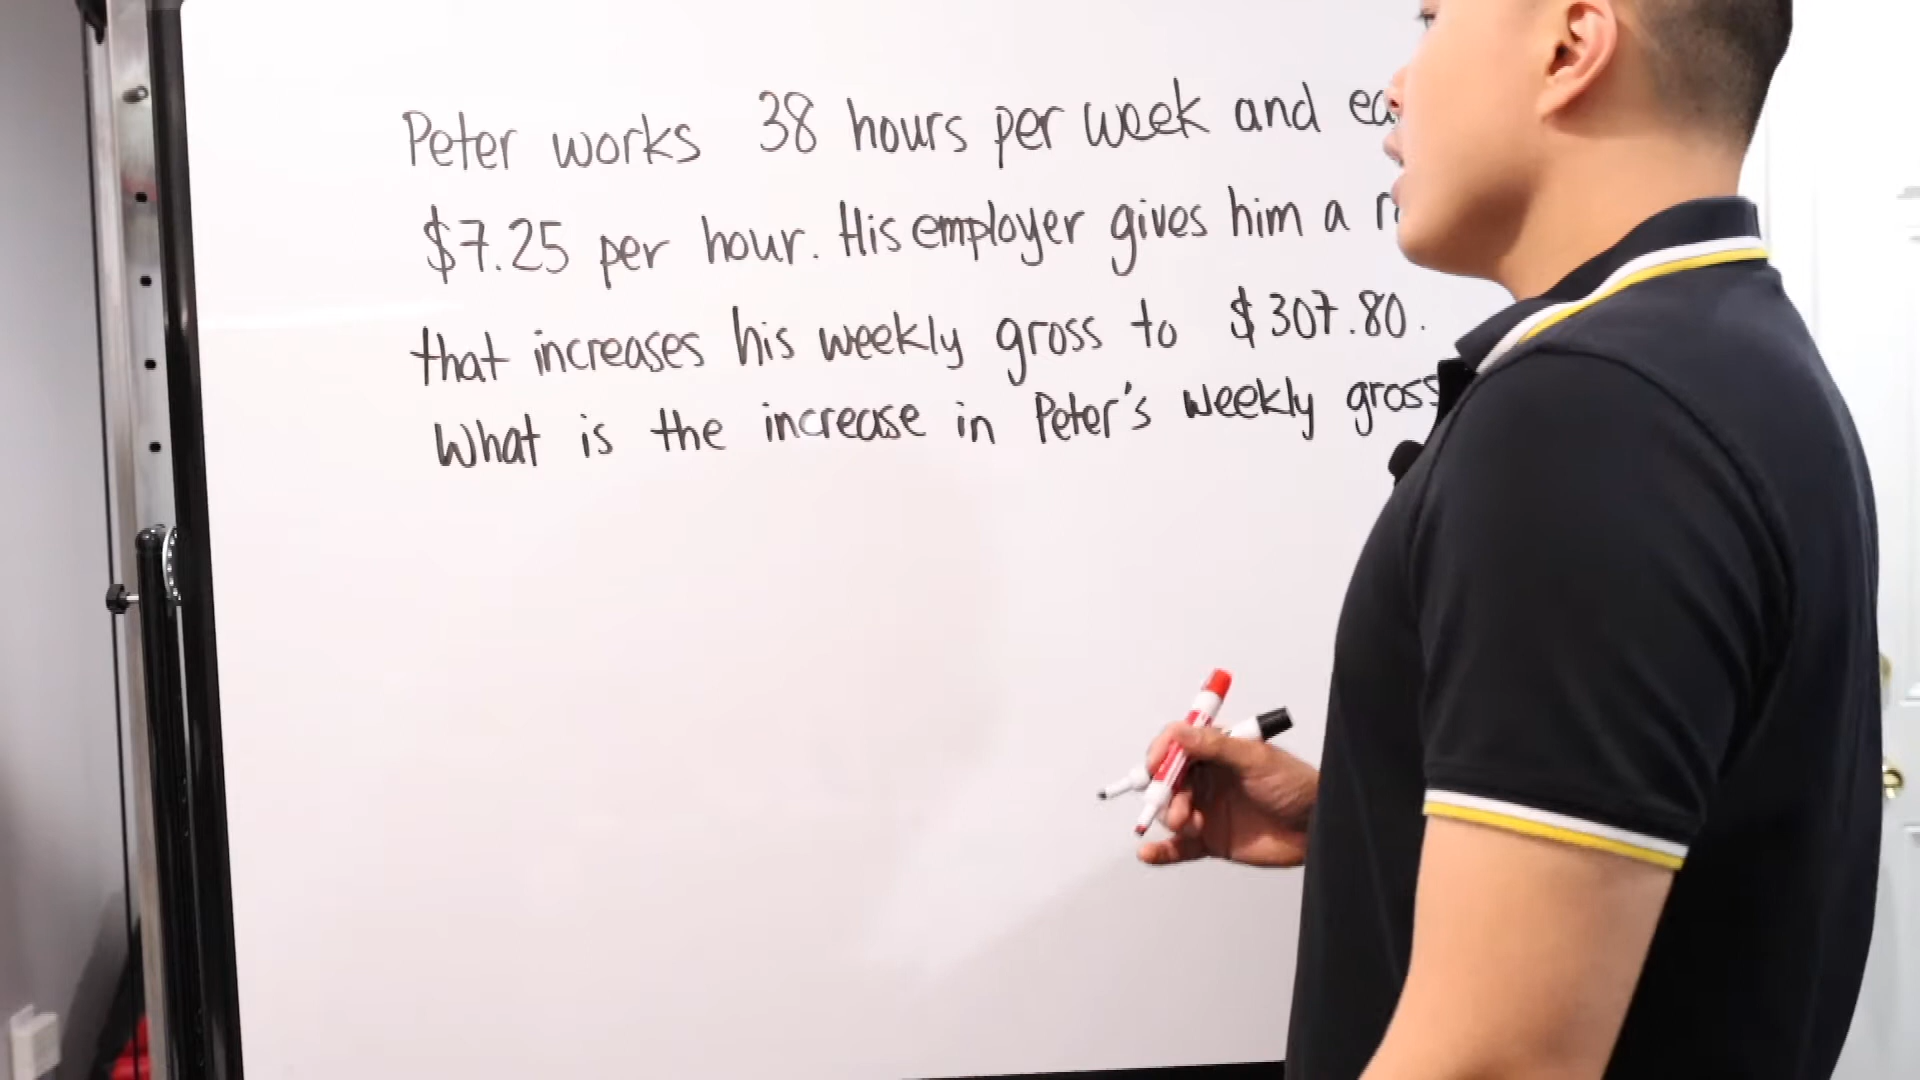 Peter works 38 hours per week and
$7.25 per hour. His employer gives him a
that increases his weekly gross to $307.80.
What is the increase in Peter's weekly gross